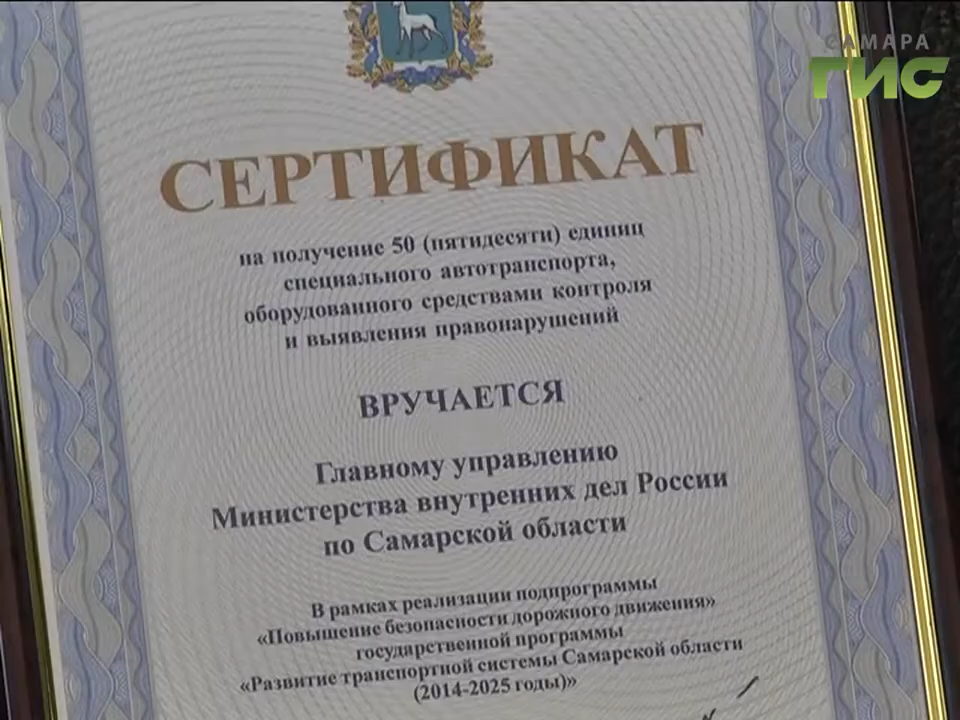 САМАРА
ГИС
СЕРТИФИКАТ
на получение 50 (пятидесяти) единиц
специального автотранспорта,
оборудованного средствами контроля
и выявления правонарушений
ВРУЧАЕТСЯ
Главному управлению
Министерства внутренних дел России
по Самарской области
В рамках реализации подпрограммы
«Повышение безопасности дорожного движения»
государственной программы
«Развитие транспортной системы Самарской области
(2014-2025 годы)»